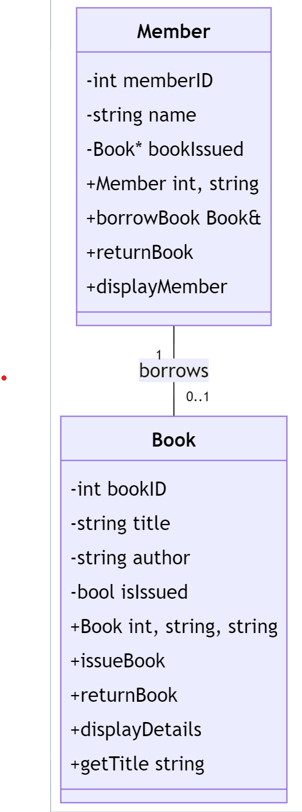 Member
-int memberID
-string name
-Book* bookIssued
+Member int, string
+borrowBook Book&
+returnBook
+displayMember
1
borrows
0..1
Book
-int bookID
-string title
-string author
-bool isIssued
+Book int, string, string
+issueBook
+returnBook
+displayDetails
+getTitle string